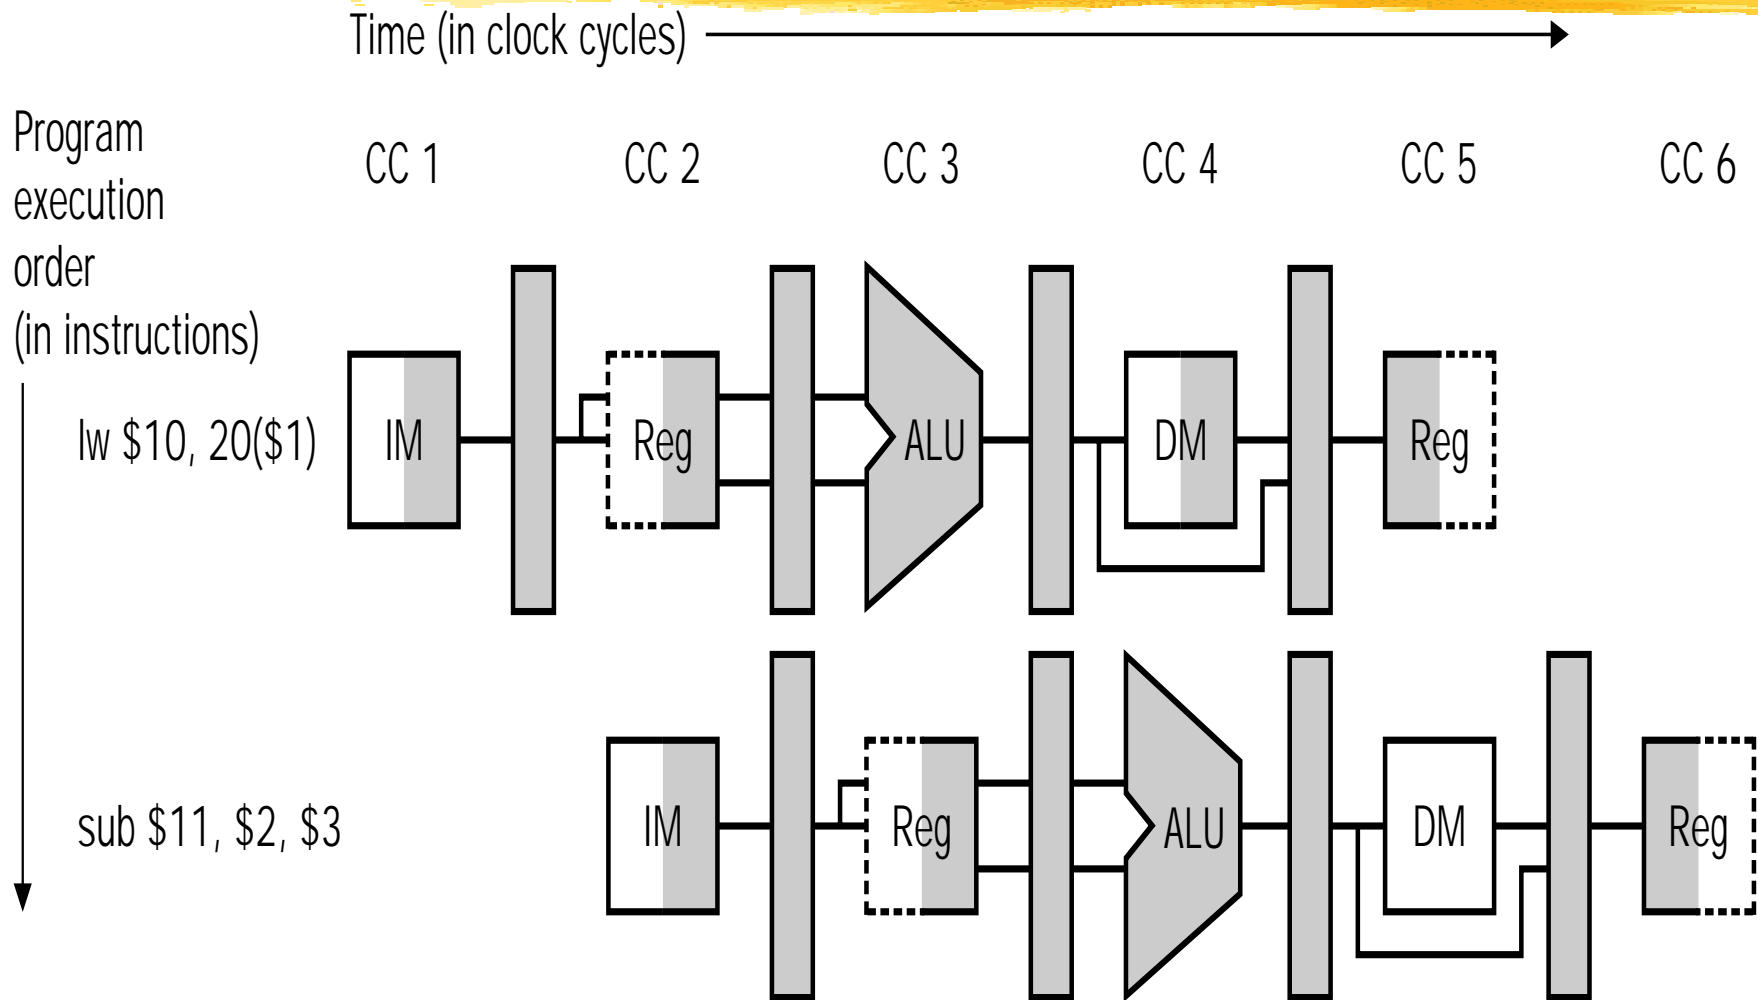 Time (in clock cycles)
Program
execution
order
(in instructions)
CC 1 CC 2 CC 3 CC 4 CC 5 CC 6
lw $10, 20($1) IM Reg ALU DM Reg
sub $11, $2, $3 IM Reg ALU DM Reg